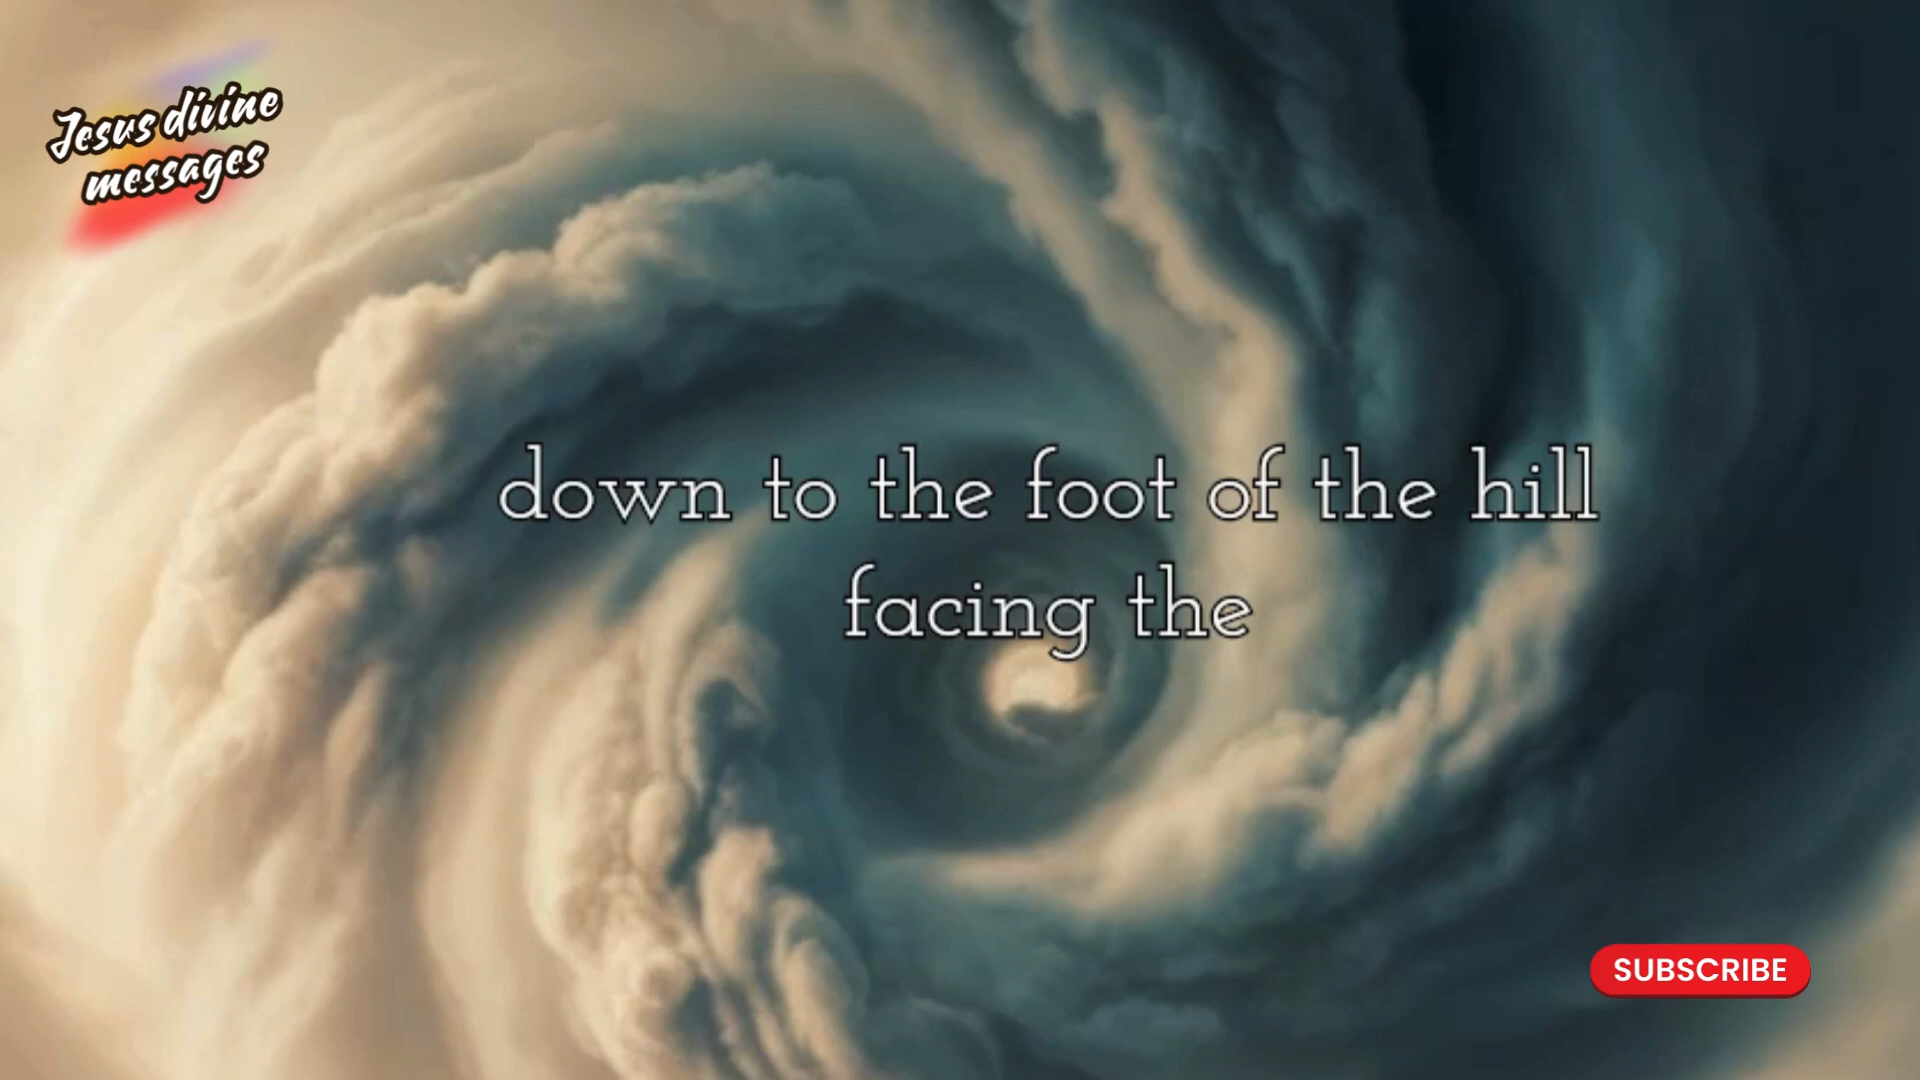 Jesus divine
messages
down to the foot of the hill
facing the
SUBSCRIBE